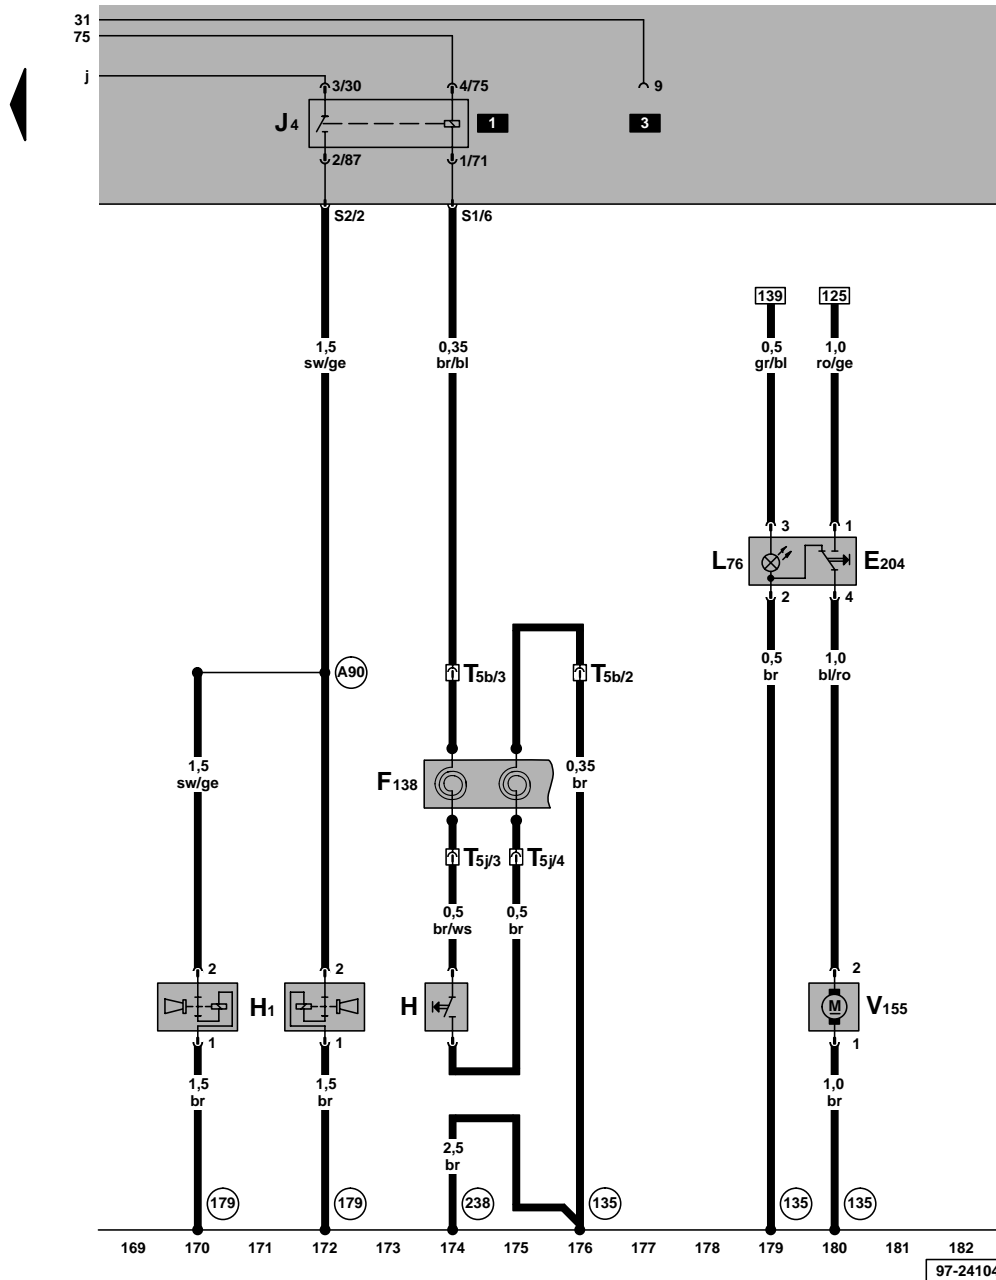 31
75
j
3/30
4/75
9
J4
1
3
2/87
1/71
S2/2
S1/6
139
125
1,5
sw/ge
0,35
br/bl
0,5
gr/bl
1,0
ro/ge
3
1
L76
E204
2
4
0,5
br
1,0
bl/ro
A90
T5b/3
T5b/2
1,5
sw/ge
F138
0,35
br
T5j/3
T5j/4
0,5
br/ws
0,5
br
2
2
2
H1
H
M
V155
1
1
1
1,5
br
1,5
br
1,0
br
2,5
br
179
179
238
135
135
135
169 170 171 172 173 174 175 176 177 178 179 180 181 182
97-24104